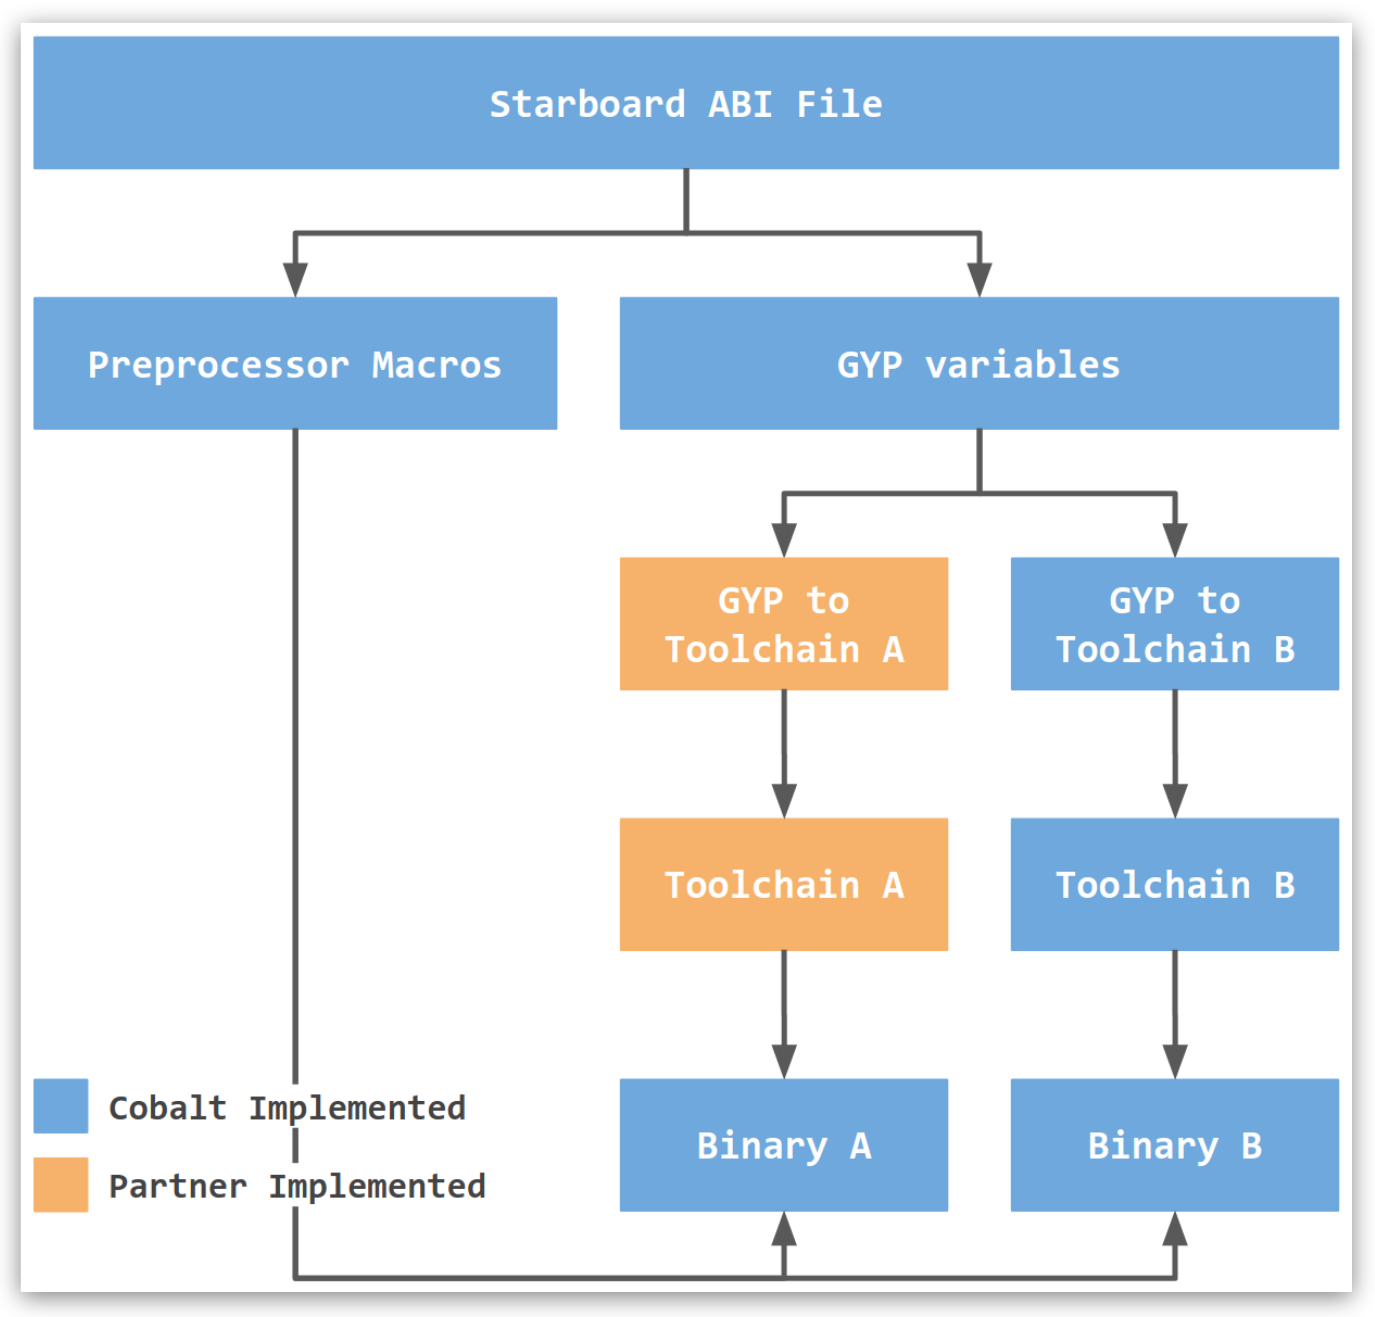 Starboard ABI File
Preprocessor Macros
GYP variables
GYP to
Toolchain A
GYP to
Toolchain B
Toolchain A
Toolchain B
Cobalt Implemented
Partner Implemented
Binary A
Binary B